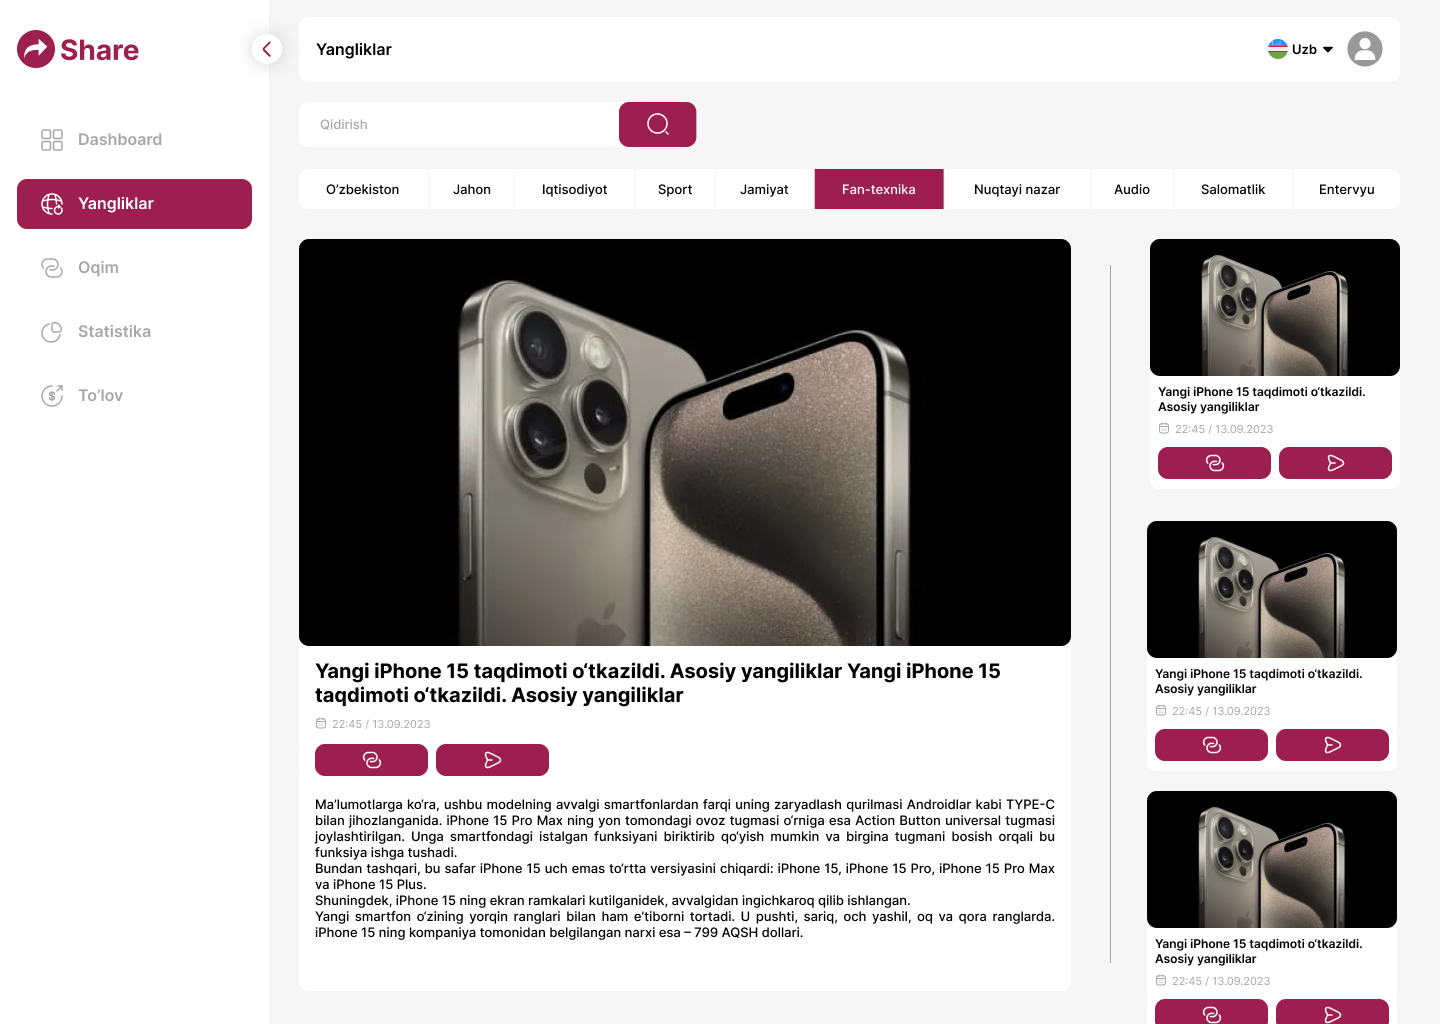 Share
Yangliklar
Uzb
Dashboard
Yangliklar
Oqim
Statistika
To‘lov
Qidirish
O‘zbekiston
Jahon
Iqtisodiyot
Sport
Jamiyat
Fan-texnika
Nuqtayi nazar
Audio
Salomatlik
Entervyu
Yangi iPhone 15 taqdimoti o‘tkazildi. Asosiy yangiliklar Yangi iPhone 15
taqdimoti o‘tkazildi. Asosiy yangiliklar
22:45 / 13.09.2023
Ma’lumotlarga ko‘ra, ushbu modelning avvalgi smartfonlardan farqi uning zaryadlash qurilmasi Androidlar kabi TYPE-C
bilan jihozlanganida. iPhone 15 Pro Max ning yon tomondagi ovoz tugmasi o‘rniga esa Action Button universal tugmasi
joylashtirilgan. Unga smartfondagi istalgan funksiyani biriktirib qo‘yish mumkin va birgina tugmani bosish orqali bu
funksiya ishga tushadi.
Bundan tashqari, bu safar iPhone 15 uch emas to‘rtta versiyasini chiqardi: iPhone 15, iPhone 15 Pro, iPhone 15 Pro Max
va iPhone 15 Plus.
Shuningdek, iPhone 15 ning ekran ramkalari kutilganidek, avvalgidan ingichkaroq qilib ishlangan.
Yangi smartfon o‘zining yorqin ranglari bilan ham e’tiborni tortadi. U pushti, sariq, och yashil, oq va qora ranglarda.
iPhone 15 ning kompaniya tomonidan belgilangan narxi esa – 799 AQSH dollari.
Yangi iPhone 15 taqdimoti o‘tkazildi.
Asosiy yangiliklar
22:45 / 13.09.2023
Yangi iPhone 15 taqdimoti o‘tkazildi.
Asosiy yangiliklar
22:45 / 13.09.2023
Yangi iPhone 15 taqdimoti o‘tkazildi.
Asosiy yangiliklar
22:45 / 13.09.2023